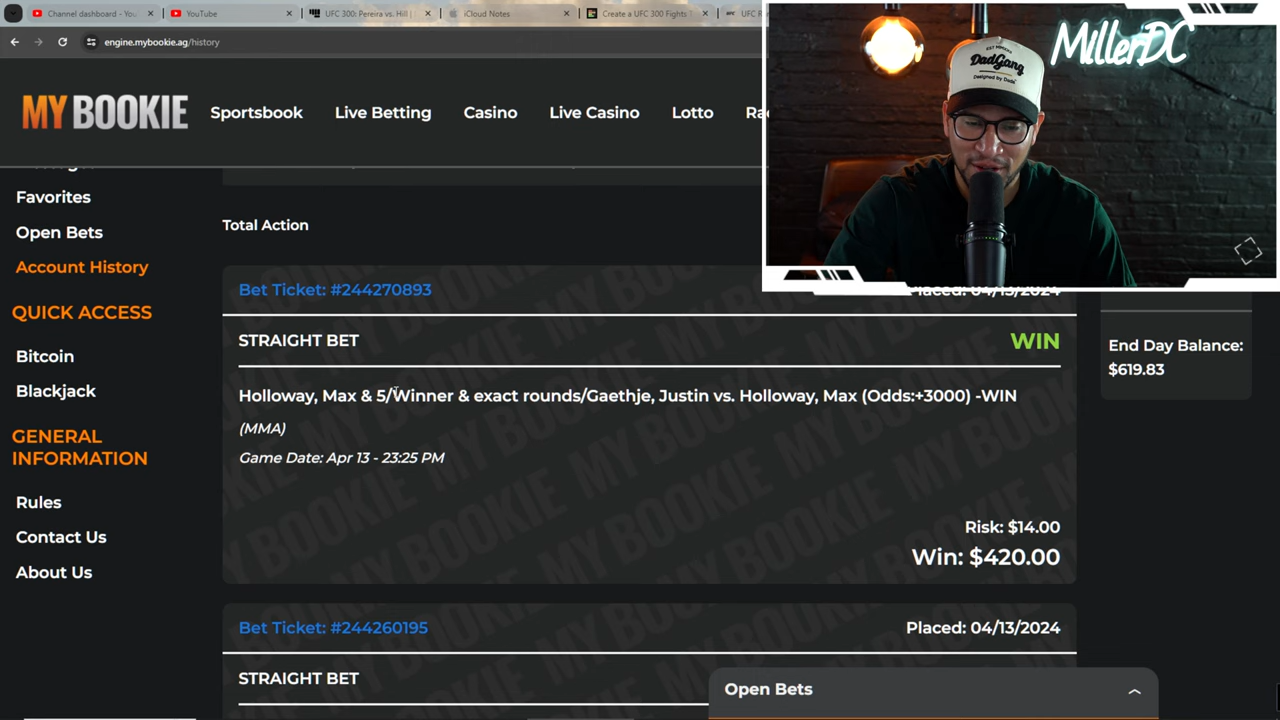 Channel dashboard - You
YouTube
UFC 300: Pereira vs. Hill |
iCloud Notes
Create a UFC 300 Fights T
engine.mybookie.ag/history
MillerDC
EST
DadGang
Designed by Dads
MY BOOKIE
Sportsbook
Live Betting
Casino
Live Casino
Lotto
Favorites
Open Bets
Account History
QUICK ACCESS
Bitcoin
Blackjack
GENERAL
INFORMATION
Rules
Contact Us
About Us
Total Action
Bet Ticket: #244270893
Placed: 04/13/2024
STRAIGHT BET
WIN
Holloway, Max & 5/Winner & exact rounds/Gaethje, Justin vs. Holloway, Max (Odds:+3000) -WIN
(MMA)
Game Date: Apr 13 - 23:25 PM
Risk: $14.00
Win: $420.00
Bet Ticket: #244260195
Placed: 04/13/2024
STRAIGHT BET
End Day Balance:
$619.83
Open Bets